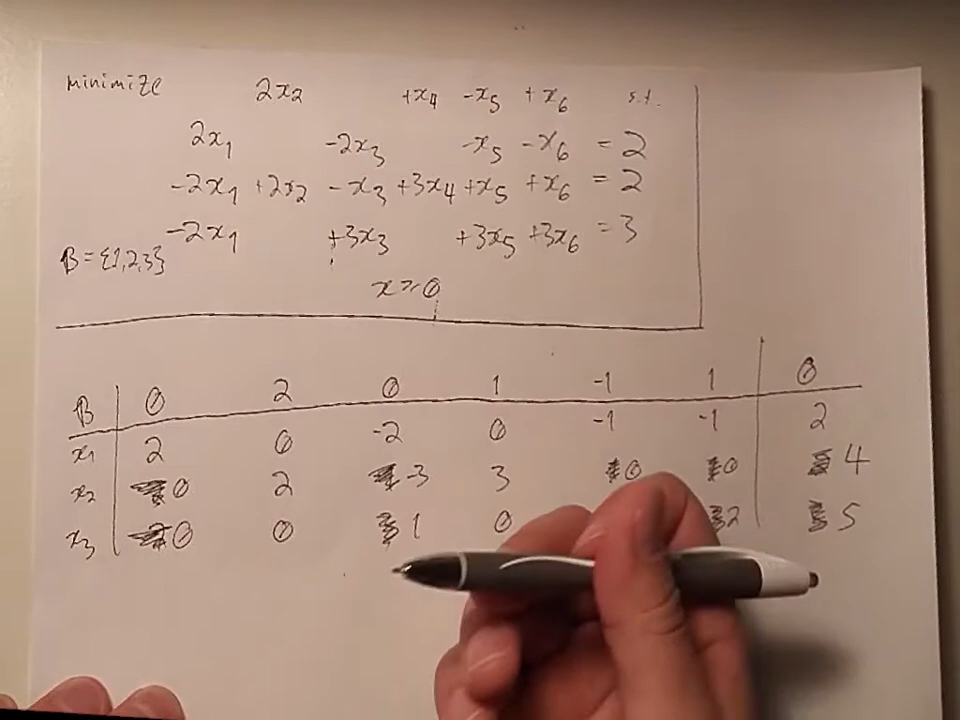 minimize 2x₂ +x₄ -x₅ +x₆ s.t.
2x₁ -2x₃ -x₅ -x₆ = 2
-2x₁ +2x₂ -x₃ +3x₄ +x₅ +x₆ = 2
-2x₁ +3x₃ +3x₅ +3x₆ = 3
B = {1,2,3}
x ≥ 0
B 0 2 0 1 -1 1 0
x₁ 2 0 -2 0 -1 -1 2
x₂ 0 2 -3 3 0 0 4
x₃ 0 0 1 0 2 5